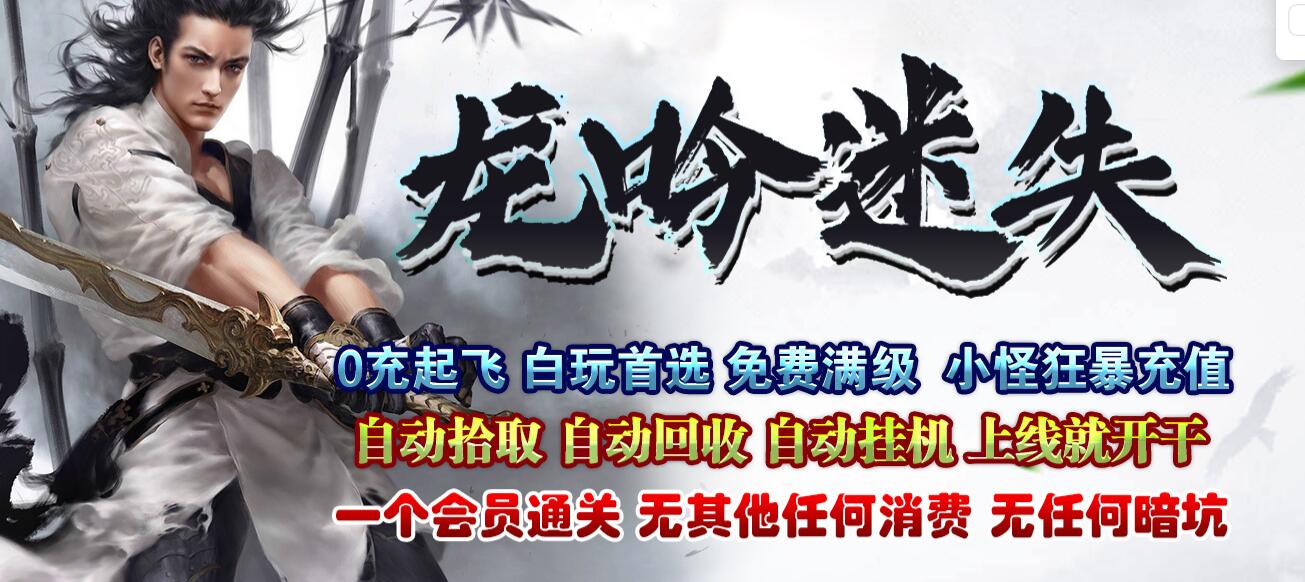 龙吟迷失
0充起飞 白玩首选 免费满级 小怪狂暴充值
自动拾取 自动回收 自动挂机 上线就开干
一个会员通关 无其他任何消费 无任何暗坑